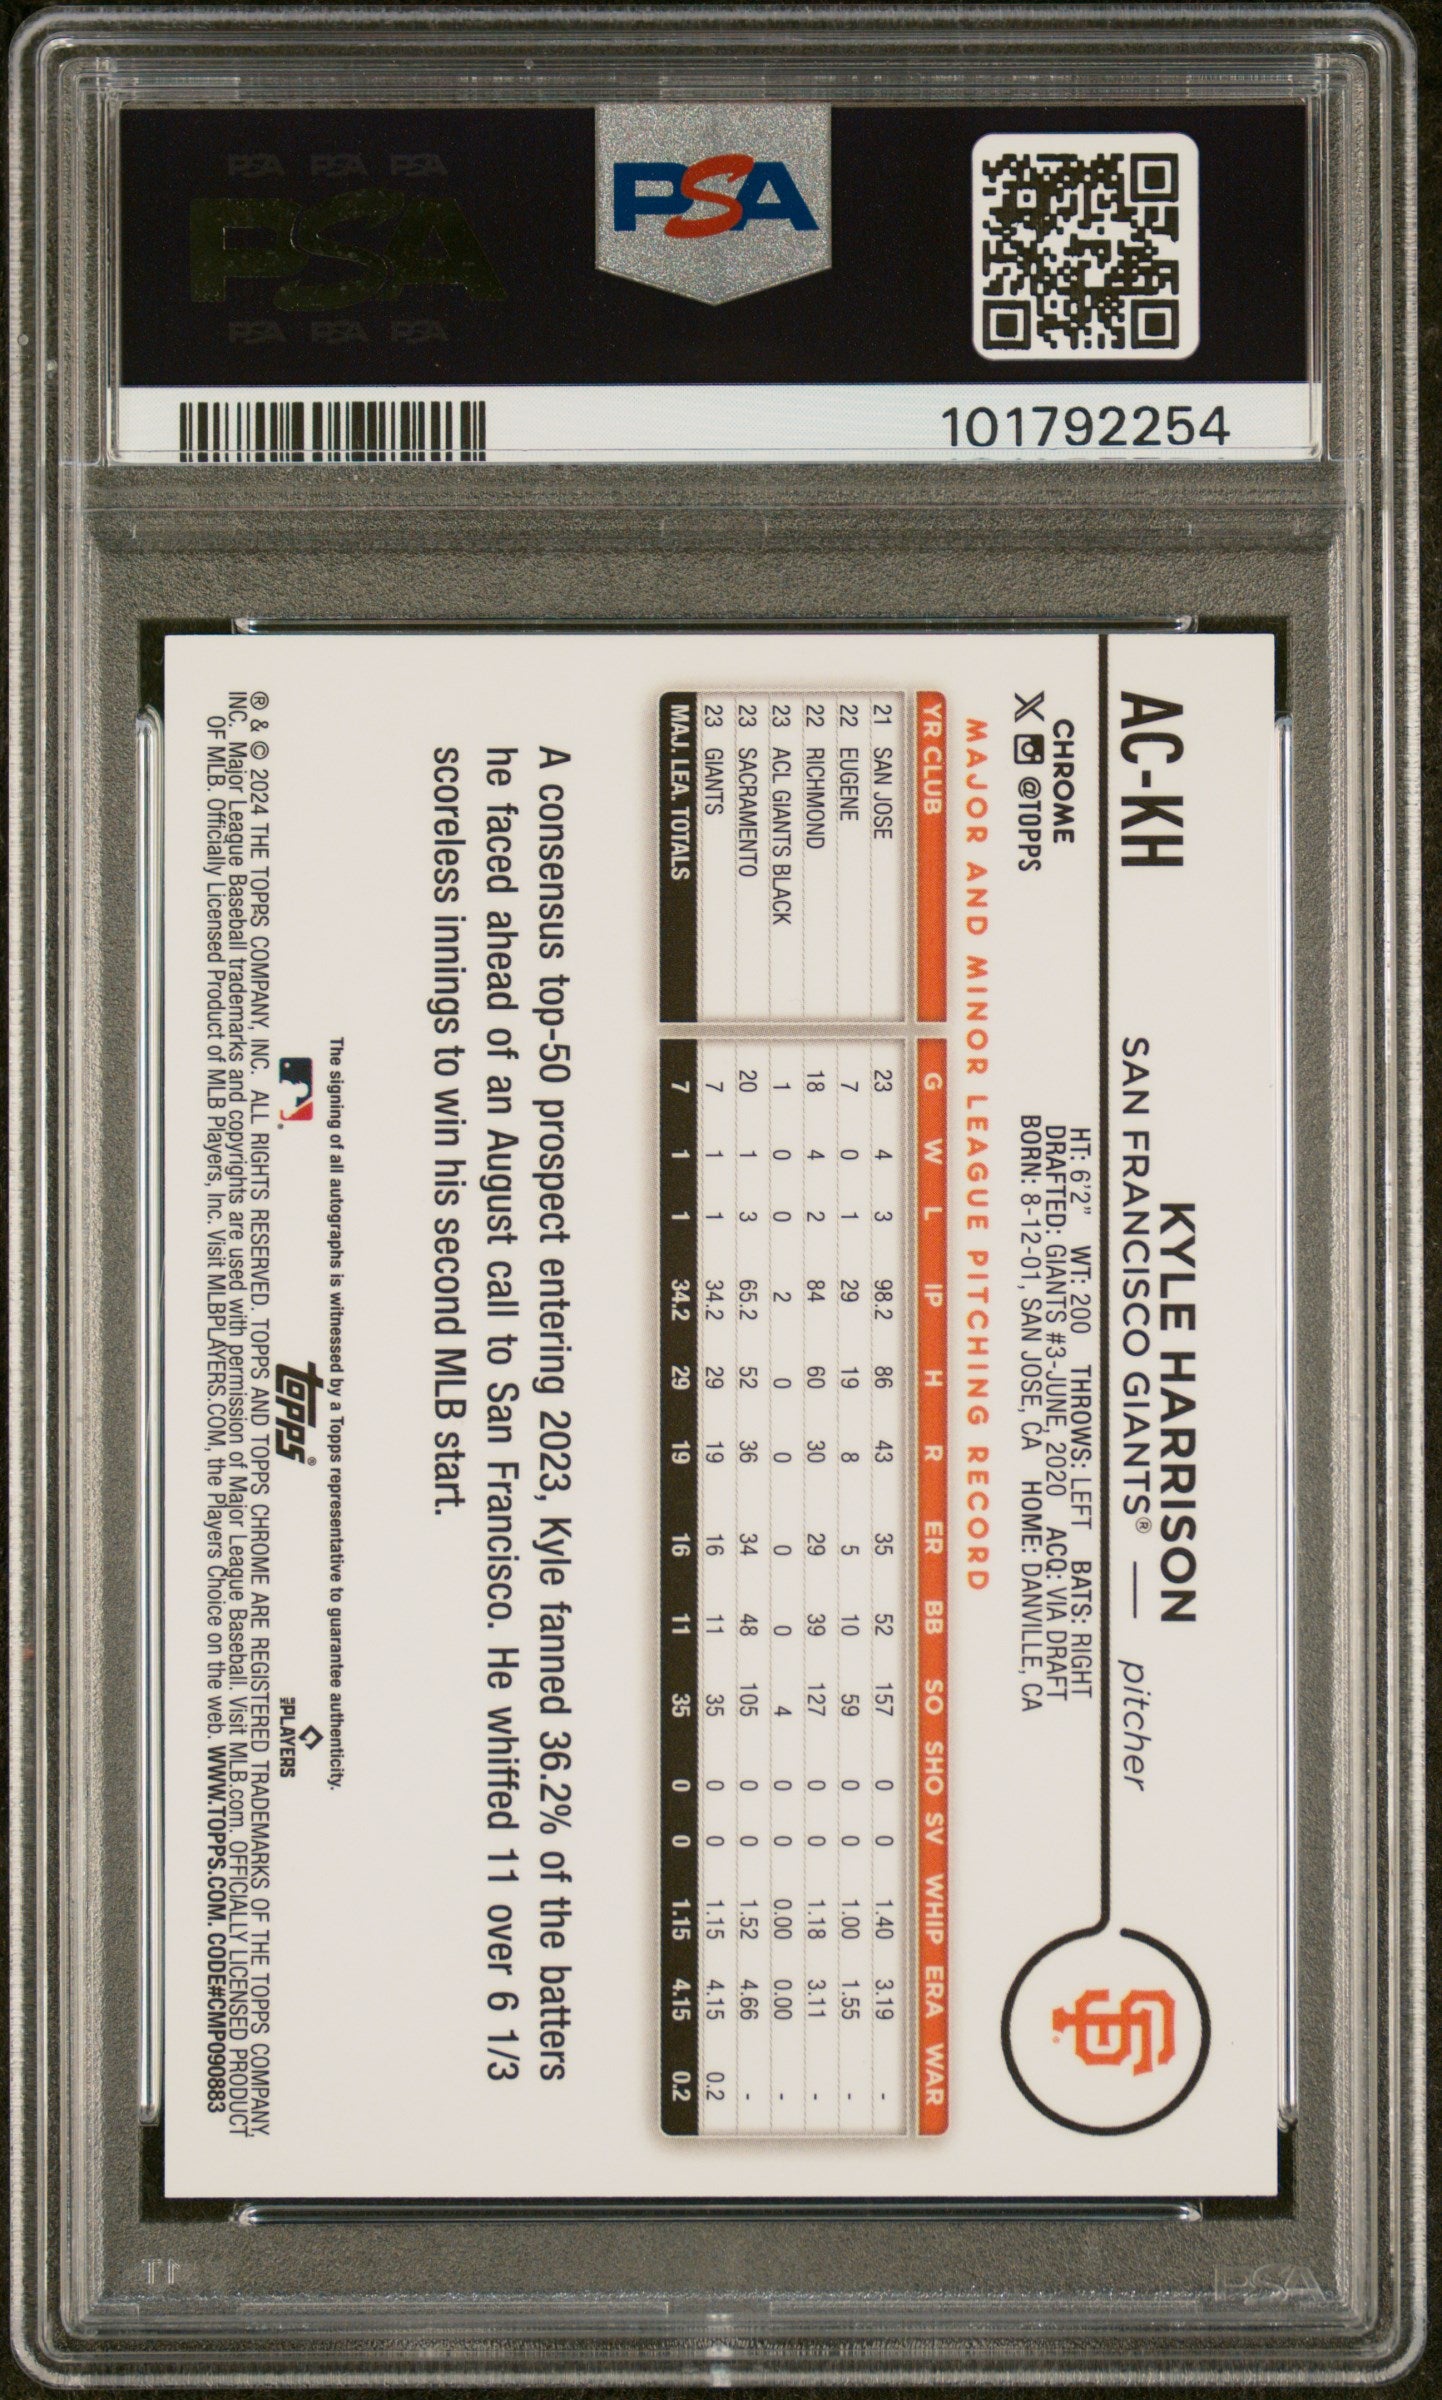 PSA PSA PSA
PSA
PSA PSA PSA
PSA
101792254
AC-KH
KYLE HARRISON
SAN FRANCISCO GIANTS® — pitcher
CHROME
X @TOPPS
HT: 6'2" WT: 200 THROWS: LEFT BATS: RIGHT
DRAFTED: GIANTS #3-JUNE, 2020 ACQ: VIA DRAFT
BORN: 8-12-01, SAN JOSE, CA HOME: DANVILLE, CA
SF
MAJOR AND MINOR LEAGUE PITCHING RECORD
YR CLUB G W L IP H R ER BB SO SHO SV WHIP ERA WAR
21 SAN JOSE 23 4 3 98.2 86 43 35 52 157 0 0 1.40 3.19 -
22 EUGENE 7 0 1 29 19 8 5 10 59 0 0 1.00 1.55 -
22 RICHMOND 18 4 2 84 60 30 29 39 127 0 0 1.18 3.11 -
23 ACL GIANTS BLACK 1 0 0 2 0 0 0 0 4 0 0 0.00 0.00 -
23 SACRAMENTO 20 1 3 65.2 52 36 34 48 105 0 0 1.52 4.66 -
23 GIANTS 7 1 1 34.2 29 19 16 11 35 0 0 1.15 4.15 0.2
MAJ. LEA. TOTALS 7 1 1 34.2 29 19 16 11 35 0 0 1.15 4.15 0.2
A consensus top-50 prospect entering 2023, Kyle fanned 36.2% of the batters
he faced ahead of an August call to San Francisco. He whiffed 11 over 6 1/3
scoreless innings to win his second MLB start.
The signing of all autographs is witnessed by a Topps representative to guarantee authenticity.
topps®
PLAYERS
® & © 2024 THE TOPPS COMPANY, INC. ALL RIGHTS RESERVED. TOPPS AND TOPPS CHROME ARE REGISTERED TRADEMARKS OF THE TOPPS COMPANY,
INC. Major League Baseball trademarks and copyrights are used with permission of Major League Baseball. Visit MLB.com. OFFICIALLY LICENSED PRODUCT
OF MLB. Officially Licensed Product of MLB Players, Inc. Visit MLBPLAYERS.COM, the Players Choice on the web. WWW.TOPPS.COM. CODE#CMP090883
PSA